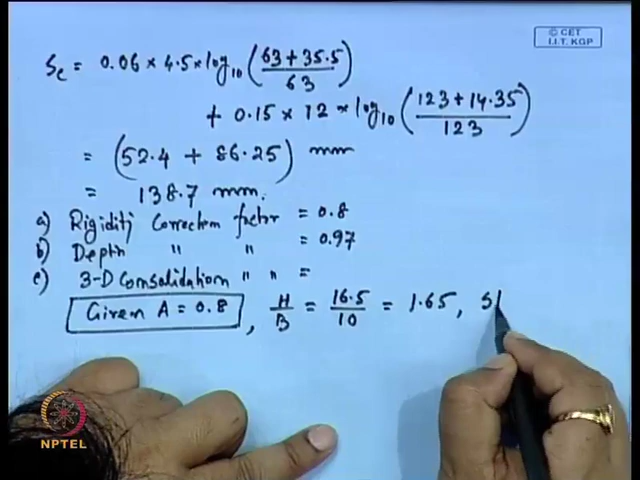 © CET
I.I.T. KGP
Sc = 0.06 × 4.5 × log10 (63 + 35.5 / 63)
+ 0.15 × 12 × log10 (123 + 14.35 / 123)
= (52.4 + 86.25) mm
= 138.7 mm.
a) Rigidity Correction factor = 0.8
b) Depth " " = 0.97
c) 3-D Consolidation " " =
Given A = 0.8 , H/B = 16.5/10 = 1.65, sl
NPTEL